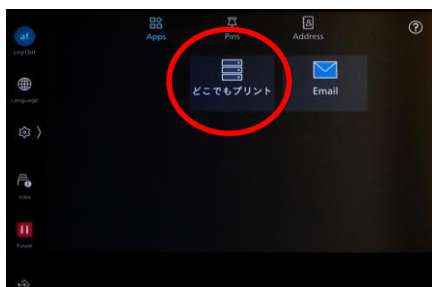 af
Log Out
Apps
Pins
Address
?
Language
どこでもプリント
Email
Info
Pause